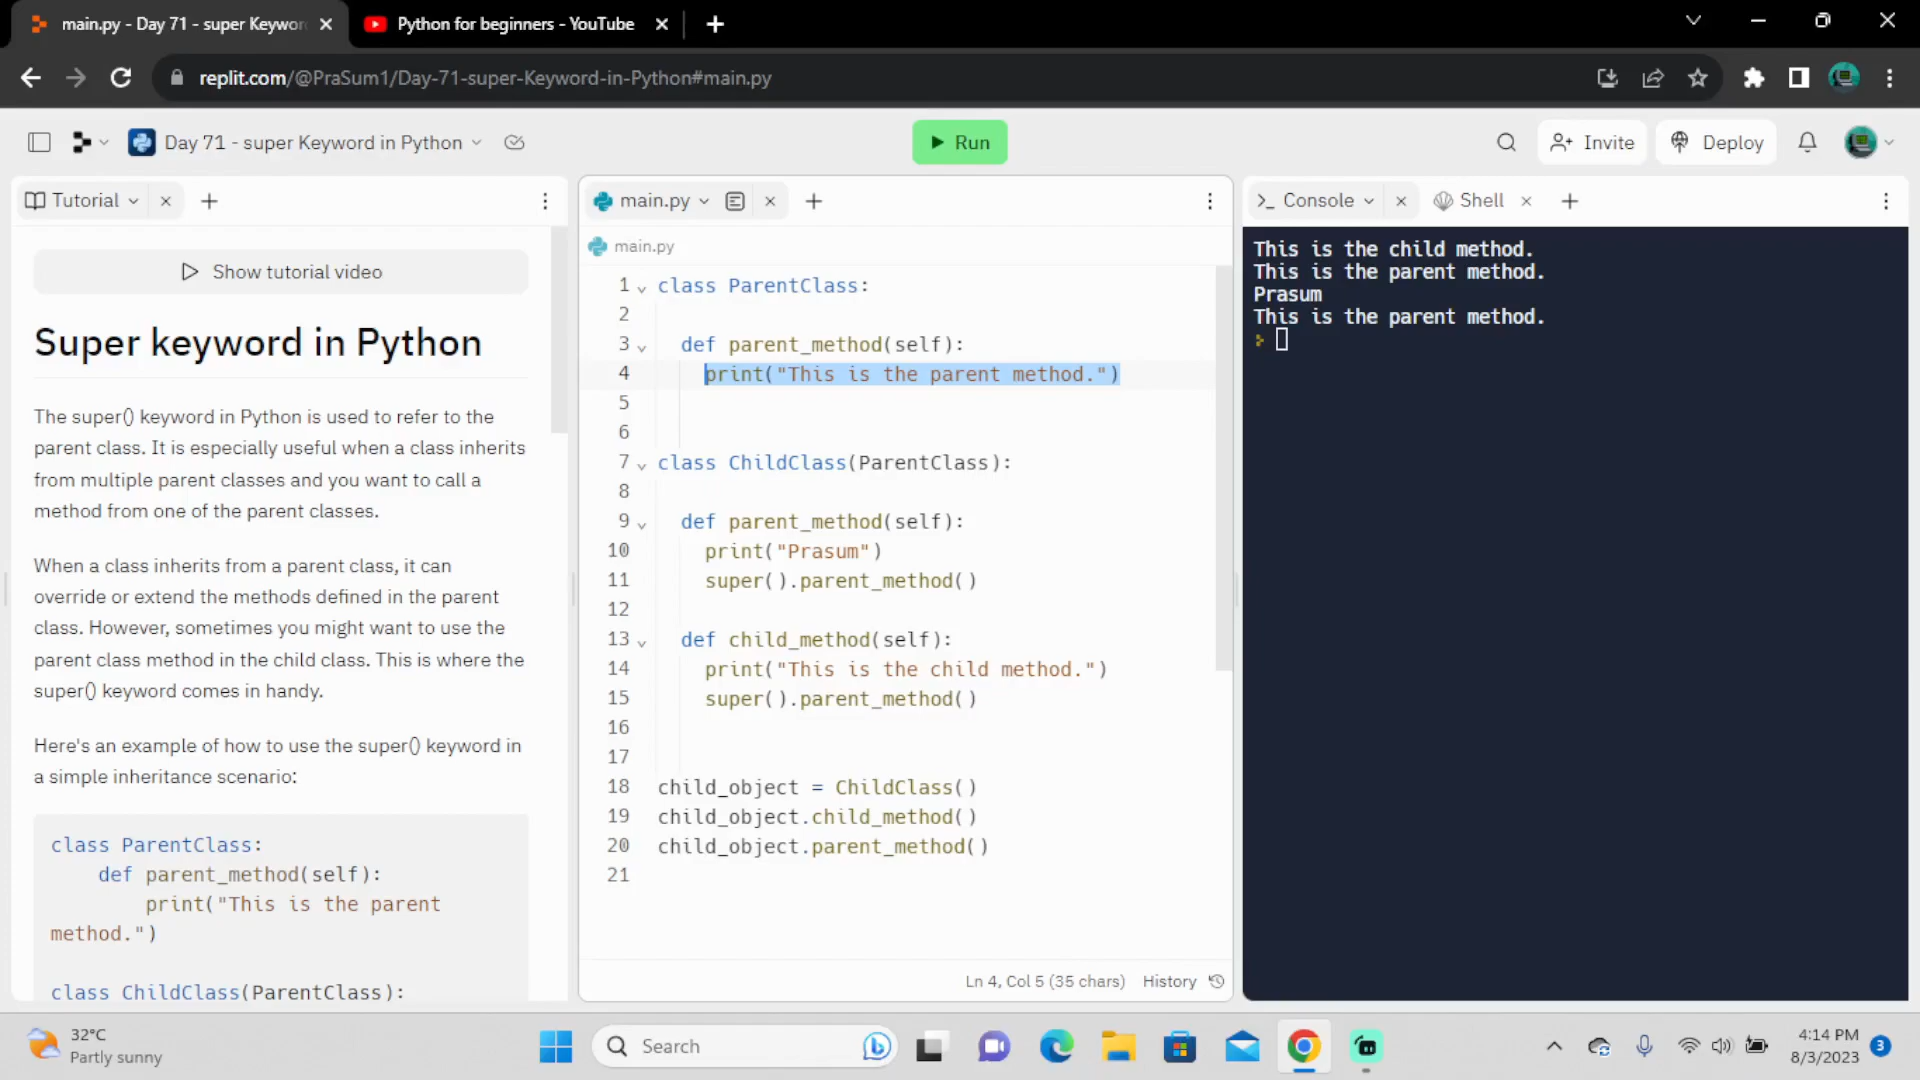 main.py - Day 71 - super Keywor
Python for beginners - YouTube
replit.com/@PraSum1/Day-71-super-Keyword-in-Python#main.py
Day 71 - super Keyword in Python
Run
Invite
Deploy
Tutorial
main.py
Console
Shell
Show tutorial video
Super keyword in Python
The super() keyword in Python is used to refer to the
parent class. It is especially useful when a class inherits
from multiple parent classes and you want to call a
method from one of the parent classes.
When a class inherits from a parent class, it can
override or extend the methods defined in the parent
class. However, sometimes you might want to use the
parent class method in the child class. This is where the
super() keyword comes in handy.
Here's an example of how to use the super() keyword in
a simple inheritance scenario:
class ParentClass:
    def parent_method(self):
        print("This is the parent
method.")
class ChildClass(ParentClass):
main.py
1 class ParentClass:
2
3   def parent_method(self):
4     print("This is the parent method.")
5
6
7 class ChildClass(ParentClass):
8
9   def parent_method(self):
10     print("Prasum")
11     super().parent_method()
12
13   def child_method(self):
14     print("This is the child method.")
15     super().parent_method()
16
17
18 child_object = ChildClass()
19 child_object.child_method()
20 child_object.parent_method()
21
Ln 4, Col 5 (35 chars)
History
This is the child method.
This is the parent method.
Prasum
This is the parent method.
32°C
Partly sunny
Search
4:14 PM
8/3/2023
3